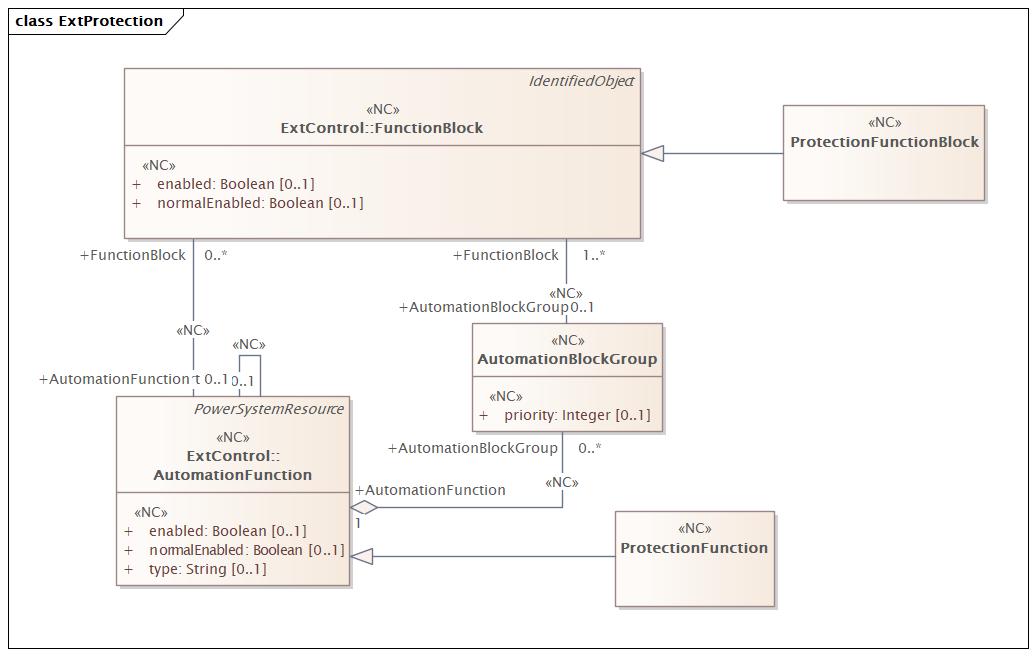 class ExtProtection
IdentifiedObject
«NC»
ExtControl::FunctionBlock
«NC»
+ enabled: Boolean [0..1]
+ normalEnabled: Boolean [0..1]
«NC»
ProtectionFunctionBlock
+FunctionBlock 0..*
+FunctionBlock 1..*
«NC»
+AutomationBlockGroup 0..1
«NC»
«NC»
+AutomationFunction 0..1
0..1
«NC»
AutomationBlockGroup
«NC»
+ priority: Integer [0..1]
PowerSystemResource
«NC»
ExtControl::
AutomationFunction
«NC»
+ enabled: Boolean [0..1]
+ normalEnabled: Boolean [0..1]
+ type: String [0..1]
+AutomationBlockGroup 0..*
«NC»
+AutomationFunction
1
«NC»
ProtectionFunction